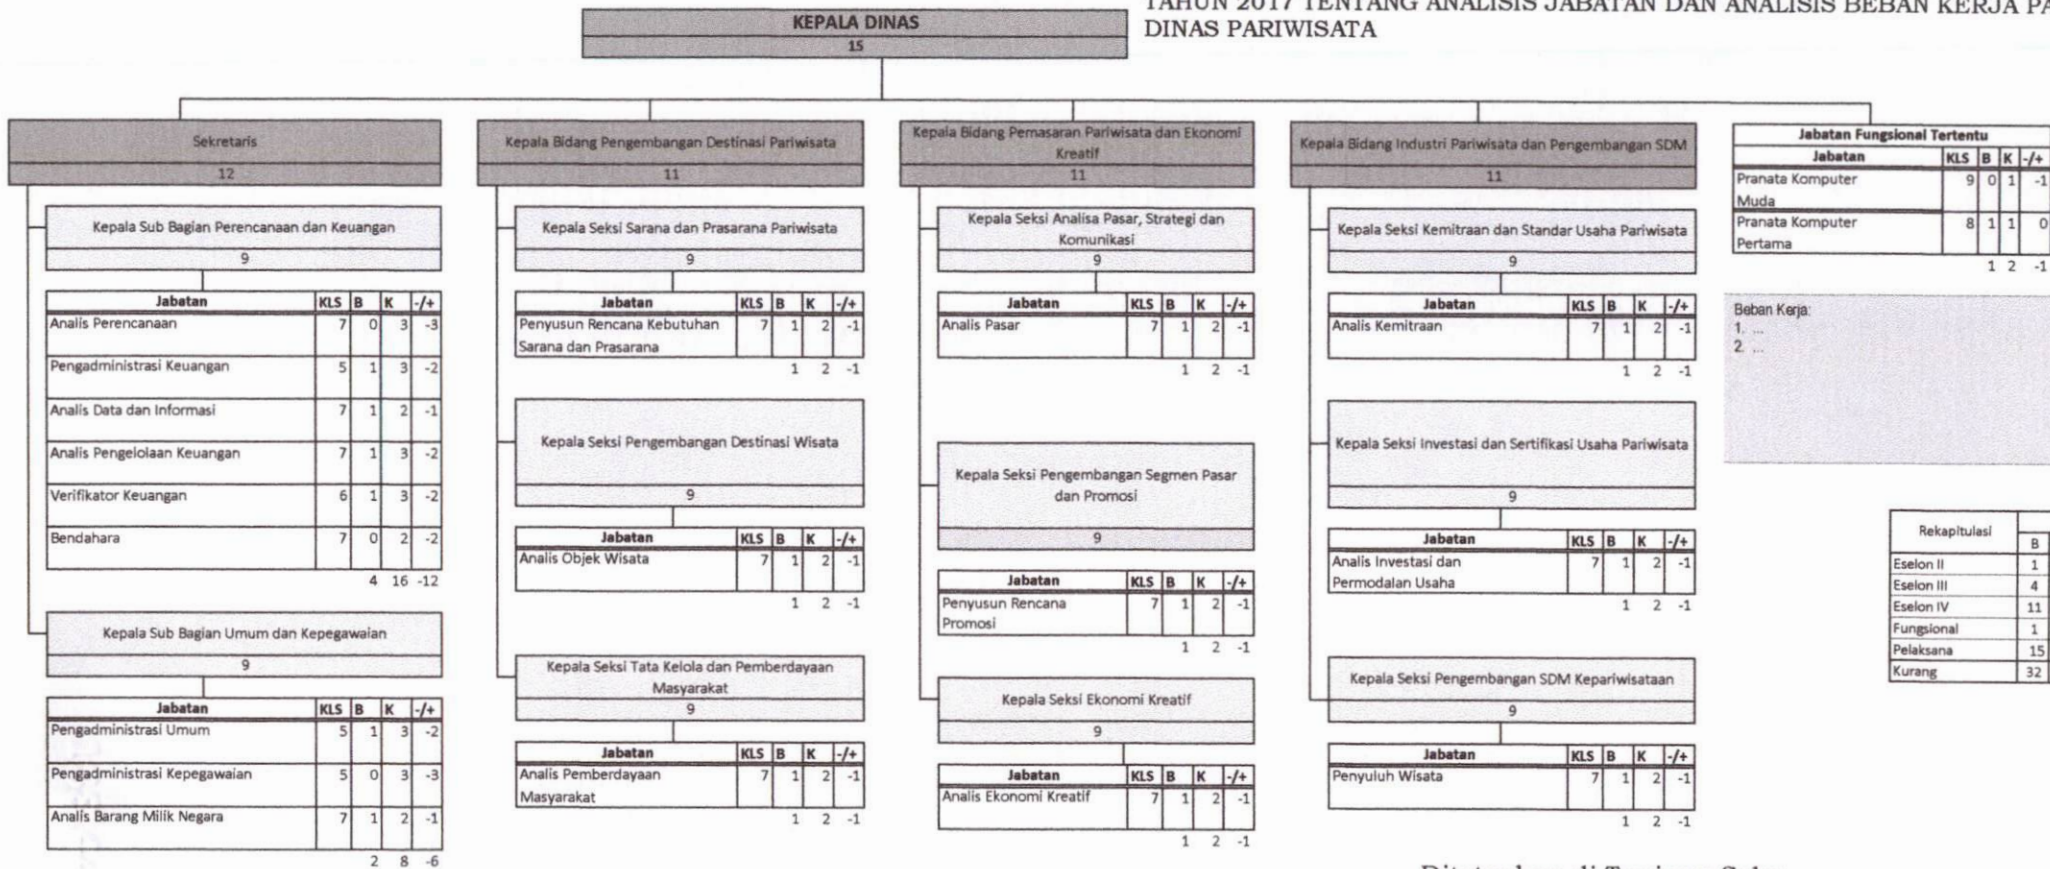 TAHUN 2017 TENTANG ANALISIS JABATAN DAN ANALISIS BEBAN KERJA PA
DINAS PARIWISATA
KEPALA DINAS
15
Sekretaris
12
Kepala Sub Bagian Perencanaan dan Keuangan
9
Jabatan KLS B K -/+
Analis Perencanaan 7 0 3 -3
Pengadministrasi Keuangan 5 1 3 -2
Analis Data dan Informasi 7 1 2 -1
Analis Pengelolaan Keuangan 7 1 3 -2
Verifikator Keuangan 6 1 3 -2
Bendahara 7 0 2 -2
4 16 -12
Kepala Sub Bagian Umum dan Kepegawaian
9
Jabatan KLS B K -/+
Pengadministrasi Umum 5 1 3 -2
Pengadministrasi Kepegawaian 5 0 3 -3
Analis Barang Milik Negara 7 1 2 -1
2 8 -6
Kepala Bidang Pengembangan Destinasi Pariwisata
11
Kepala Seksi Sarana dan Prasarana Pariwisata
9
Jabatan KLS B K -/+
Penyusun Rencana Kebutuhan 7 1 2 -1
Sarana dan Prasarana
1 2 -1
Kepala Seksi Pengembangan Destinasi Wisata
9
Jabatan KLS B K -/+
Analis Objek Wisata 7 1 2 -1
1 2 -1
Kepala Seksi Tata Kelola dan Pemberdayaan
Masyarakat
9
Jabatan KLS B K -/+
Analis Pemberdayaan 7 1 2 -1
Masyarakat
1 2 -1
Kepala Bidang Pemasaran Pariwisata dan Ekonomi
Kreatif
11
Kepala Seksi Analisa Pasar, Strategi dan
Komunikasi
9
Jabatan KLS B K -/+
Analis Pasar 7 1 2 -1
1 2 -1
Kepala Seksi Pengembangan Segmen Pasar
dan Promosi
9
Jabatan KLS B K -/+
Penyusun Rencana 7 1 2 -1
Promosi
1 2 -1
Kepala Seksi Ekonomi Kreatif
9
Jabatan KLS B K -/+
Analis Ekonomi Kreatif 7 1 2 -1
1 2 -1
Kepala Bidang Industri Pariwisata dan Pengembangan SDM
11
Kepala Seksi Kemitraan dan Standar Usaha Pariwisata
9
Jabatan KLS B K -/+
Analis Kemitraan 7 1 2 -1
1 2 -1
Kepala Seksi Investasi dan Sertifikasi Usaha Pariwisata
9
Jabatan KLS B K -/+
Analis Investasi dan 7 1 2 -1
Permodalan Usaha
1 2 -1
Kepala Seksi Pengembangan SDM Kepariwisataan
9
Jabatan KLS B K -/+
Penyuluh Wisata 7 1 2 -1
1 2 -1
Jabatan Fungsional Tertentu
Jabatan KLS B K -/+
Pranata Komputer 9 0 1 -1
Muda
Pranata Komputer 8 1 1 0
Pertama
1 2 -1
Beban Kerja:
1. ...
2. ...
Rekapitulasi B
Eselon II 1
Eselon III 4
Eselon IV 11
Fungsional 1
Pelaksana 15
Kurang 32